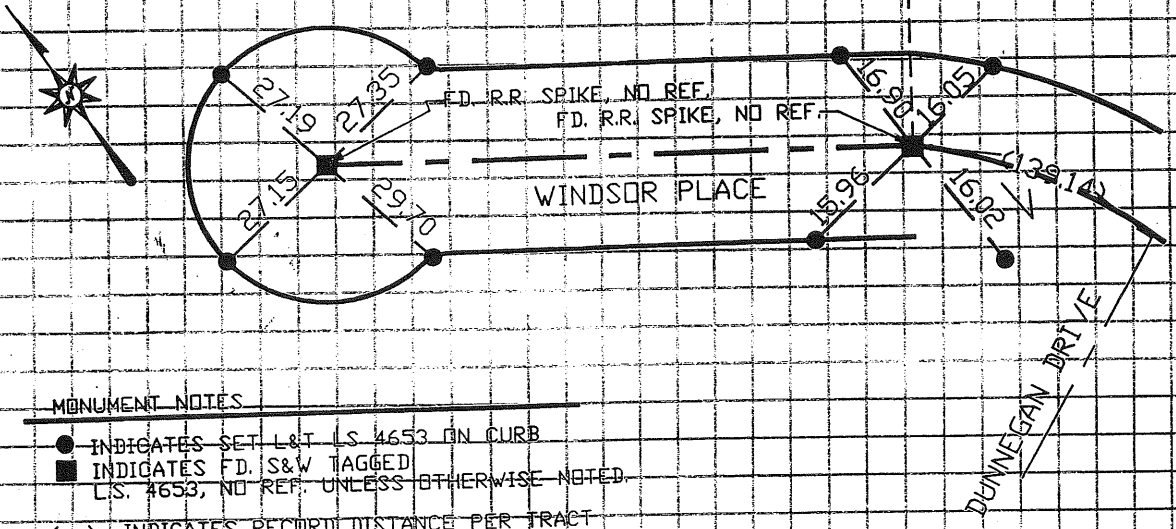 N
27.19
27.35
FD. R.R. SPIKE, NO REF.
FD. R.R. SPIKE, NO REF.
16.90
16.05
27.15
29.70
WINDSOR PLACE
15.96
16.02
(139.14)
DUNNEGAN DRIVE
MONUMENT NOTES
INDICATES SET L&T LS 4653 ON CURB
INDICATES FD. S&W TAGGED
L.S. 4653, NO REF. UNLESS OTHERWISE NOTED.
( ) INDICATES RECORD DISTANCE PER TRACT